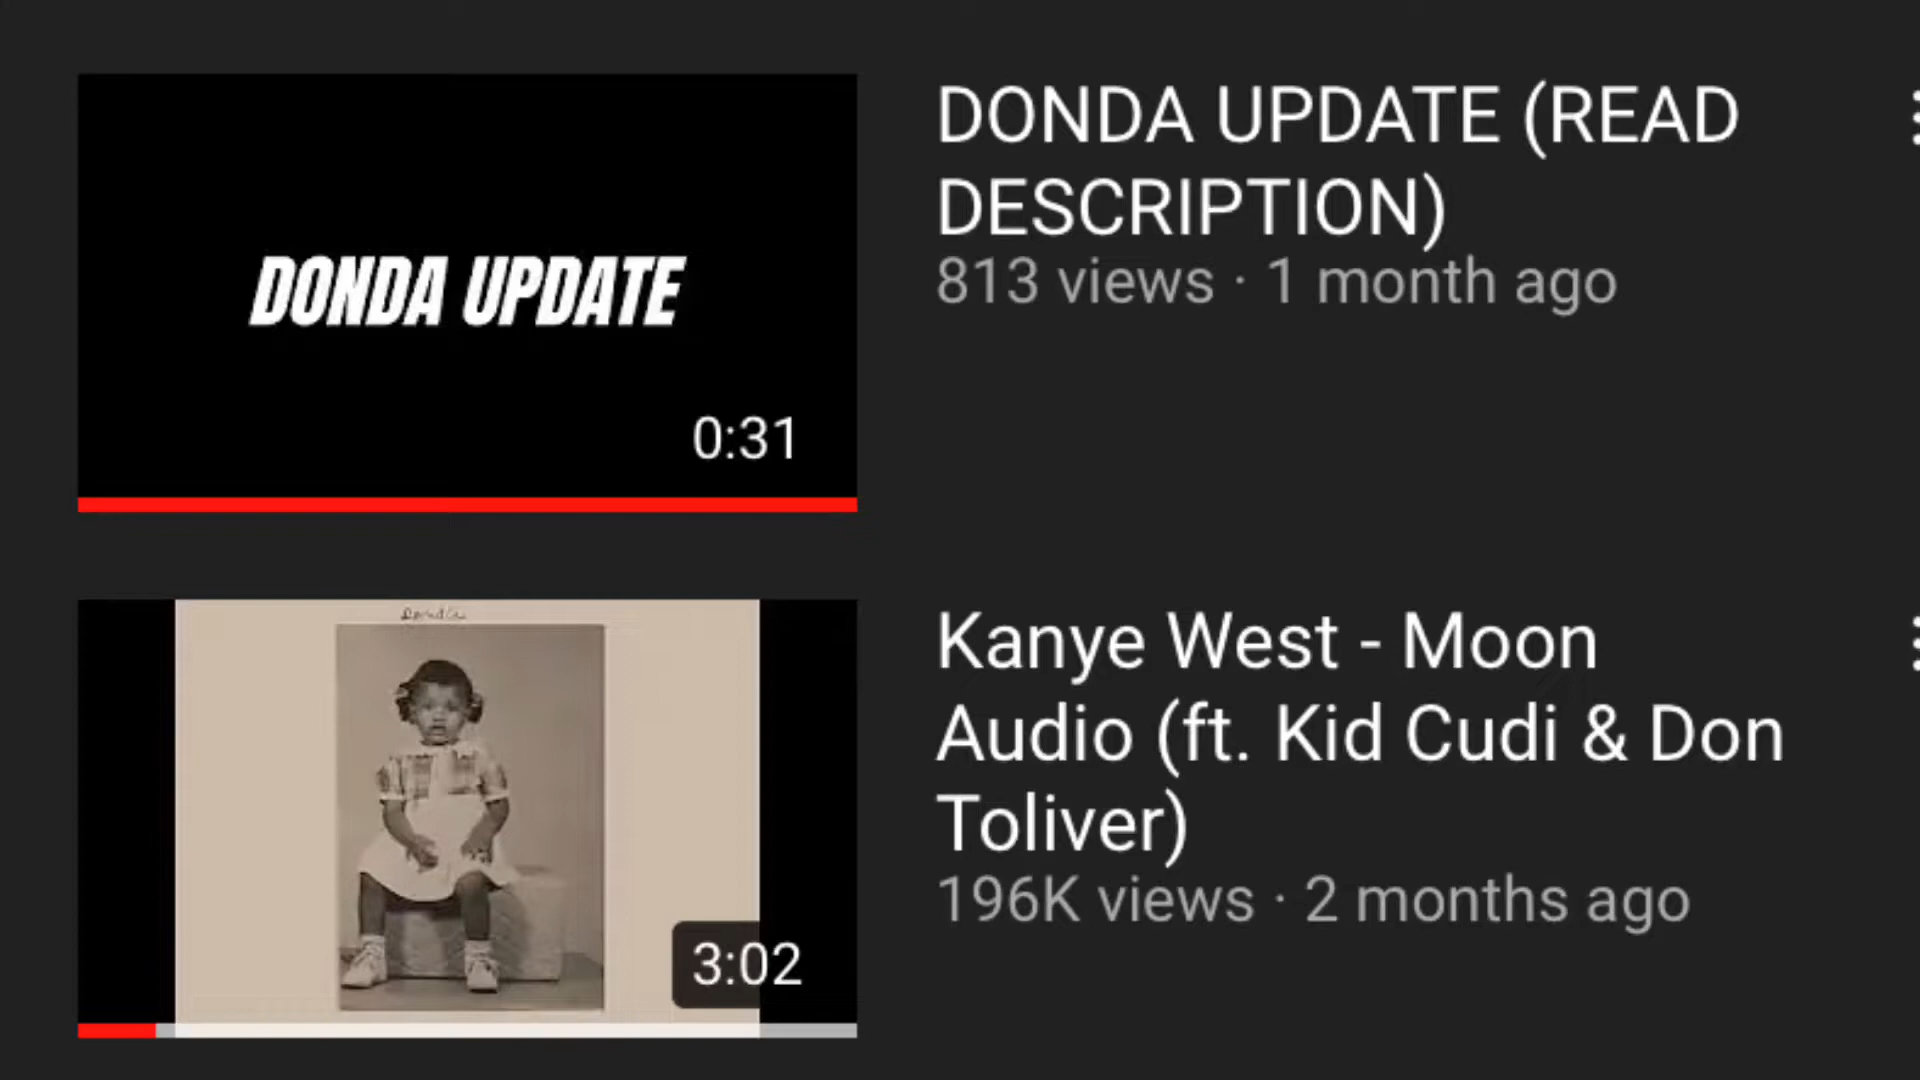 DONDA UPDATE
0:31
DONDA UPDATE (READ
DESCRIPTION)
813 views · 1 month ago
Donda
3:02
Kanye West - Moon
Audio (ft. Kid Cudi & Don
Toliver)
196K views · 2 months ago